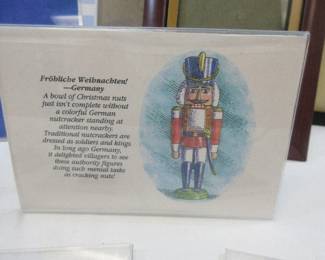 Fröhliche Weihnachten!
—Germany
A bowl of Christmas nuts
just isn't complete without
a colorful German
nutcracker standing at
attention nearby.
Traditional nutcrackers are
dressed as soldiers and kings.
In long ago Germany,
it delighted villagers to see
these authority figures
doing such menial tasks
as cracking nuts!